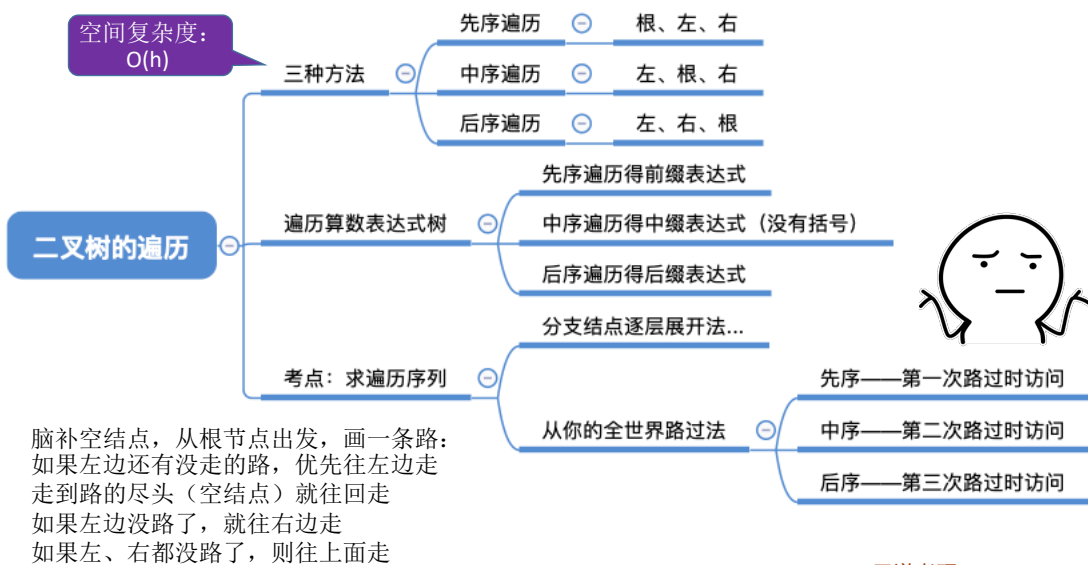 空间复杂度：
O(h)
三种方法
先序遍历
根、左、右
中序遍历
左、根、右
后序遍历
左、右、根
二叉树的遍历
遍历算数表达式树
先序遍历得前缀表达式
中序遍历得中缀表达式（没有括号）
后序遍历得后缀表达式
考点：求遍历序列
分支结点逐层展开法...
从你的全世界路过法
先序——第一次路过时访问
中序——第二次路过时访问
后序——第三次路过时访问
脑补空结点，从根节点出发，画一条路：
如果左边还有没走的路，优先往左边走
走到路的尽头（空结点）就往回走
如果左边没路了，就往右边走
如果左、右都没路了，则往上面走